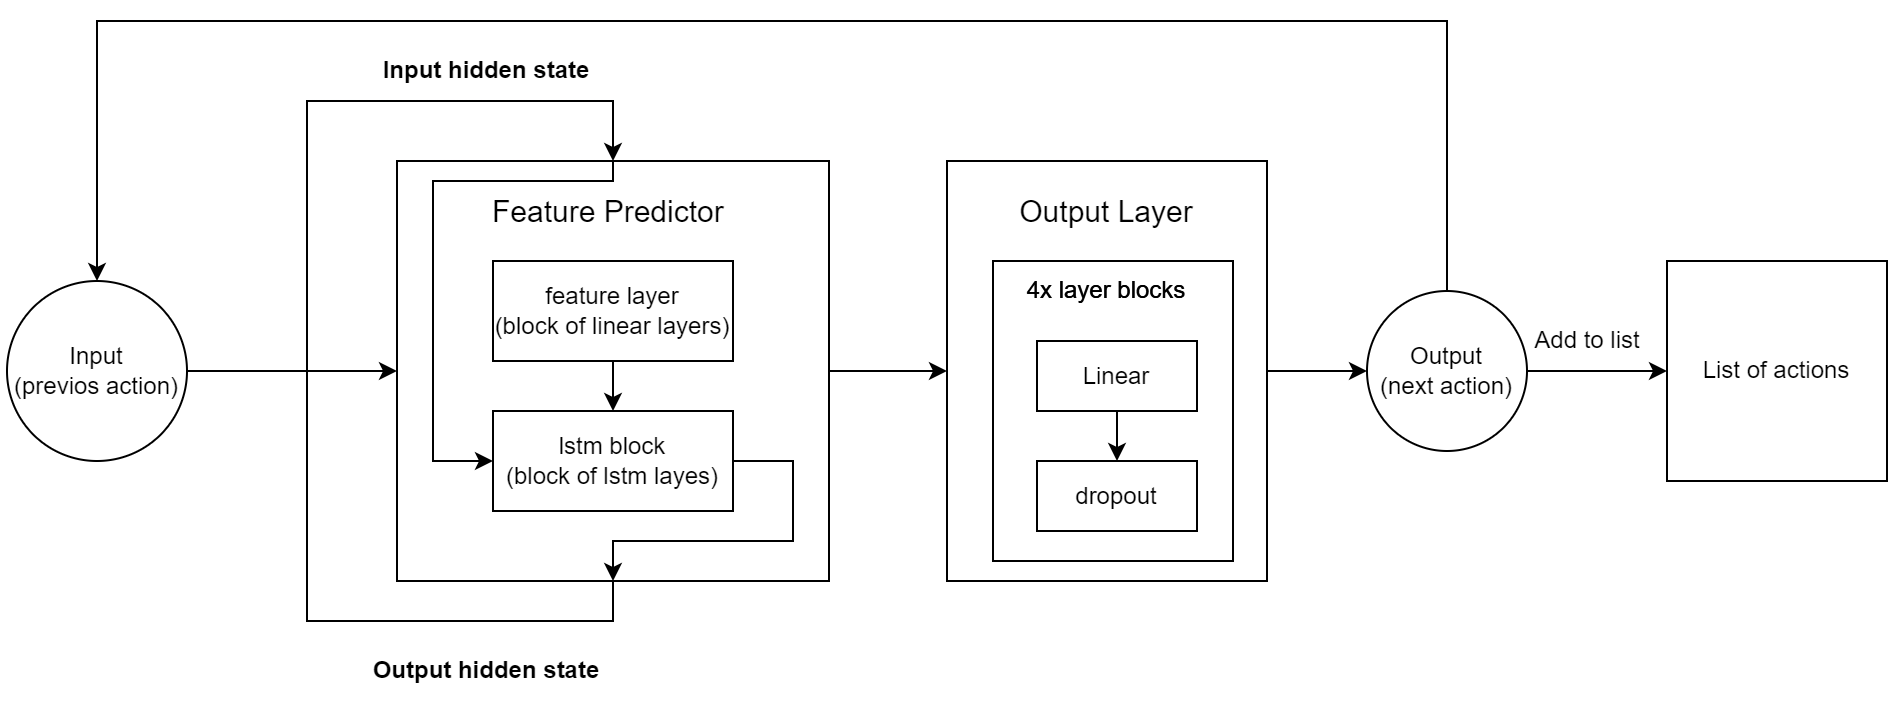 Input hidden state
Feature Predictor
Output Layer
feature layer
(block of linear layers)
4x layer blocks
Input
(previos action)
Linear
Output
(next action)
Add to list
List of actions
lstm block
(block of lstm layes)
dropout
Output hidden state